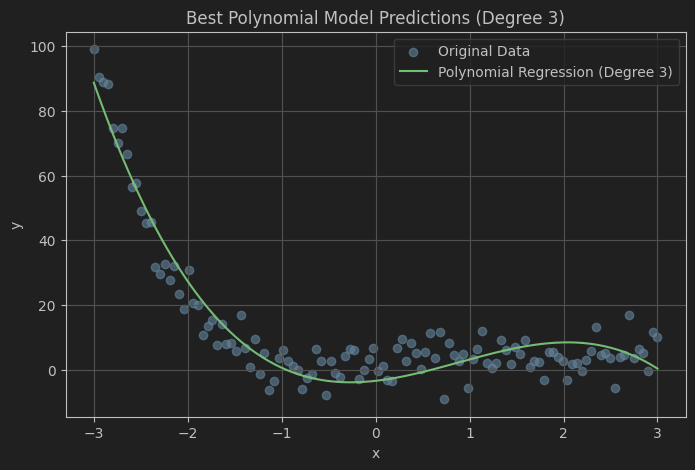 Best Polynomial Model Predictions (Degree 3)
Original Data
Polynomial Regression (Degree 3)
100
80
60
40
20
0
y
−3
−2
−1
0
1
2
3
x